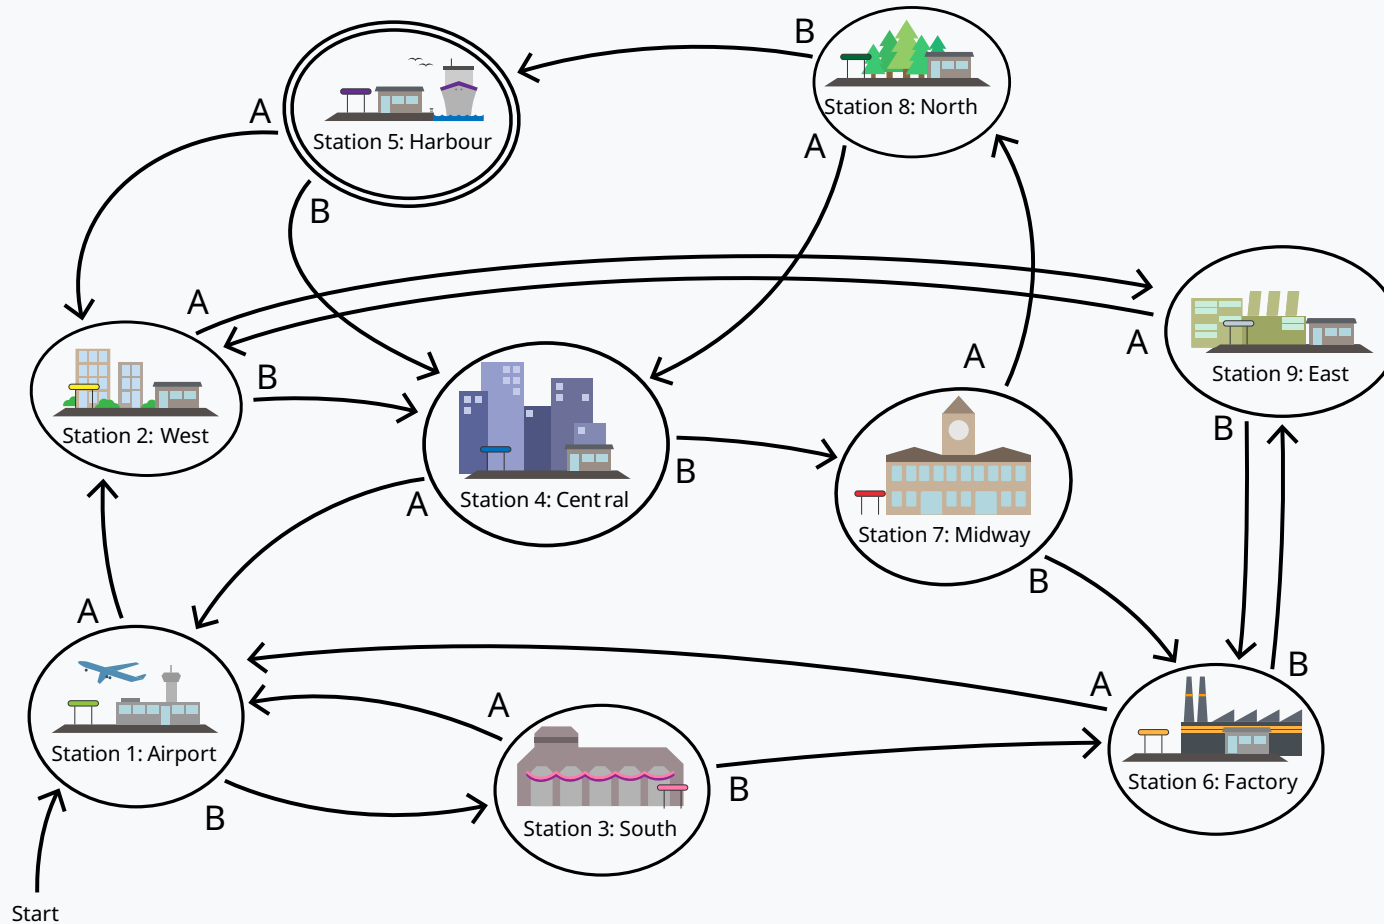 B
Station 8: North
A
Station 5: Harbour
A
B
A
A
Station 9: East
B
B
Station 2: West
A
Station 4: Central
A
B
Station 7: Midway
B
A
Station 1: Airport
B
A
Station 3: South
B
A
B
Station 6: Factory
Start